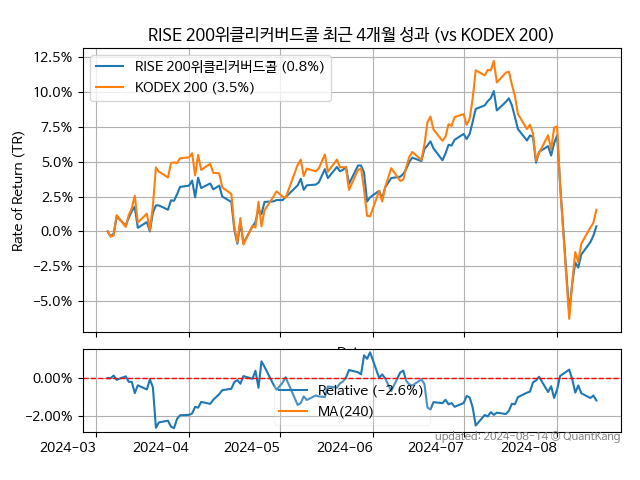 RISE 200위클리커버드콜 최근 4개월 성과 (vs KODEX 200)
RISE 200위클리커버드콜 (0.8%)
KODEX 200 (3.5%)
Rate of Return (TR)
12.5%
10.0%
7.5%
5.0%
2.5%
0.0%
−2.5%
−5.0%
0.00%
−2.00%
Relative (−2.6%)
MA(240)
2024-03
2024-04
2024-05
2024-06
2024-07
2024-08
updated: 2024-08-14 @ QuantKang